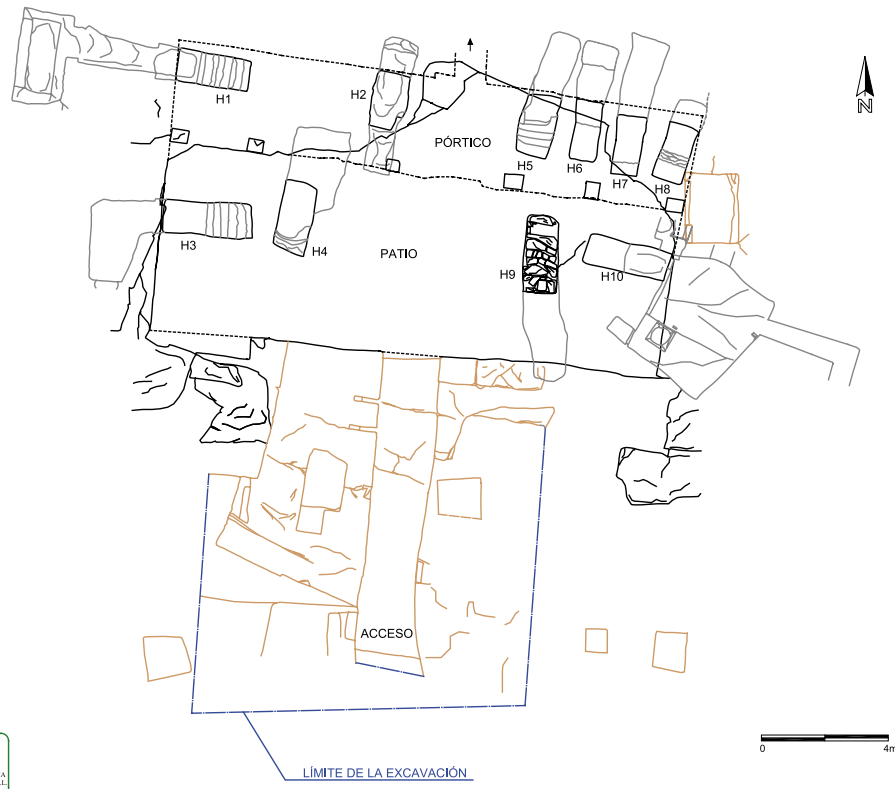 H1
H2
PÓRTICO
H5
H6
H7
H8
N
H3
H4
PATIO
H9
H10
ACCESO
LÍMITE DE LA EXCAVACIÓN
0
4m